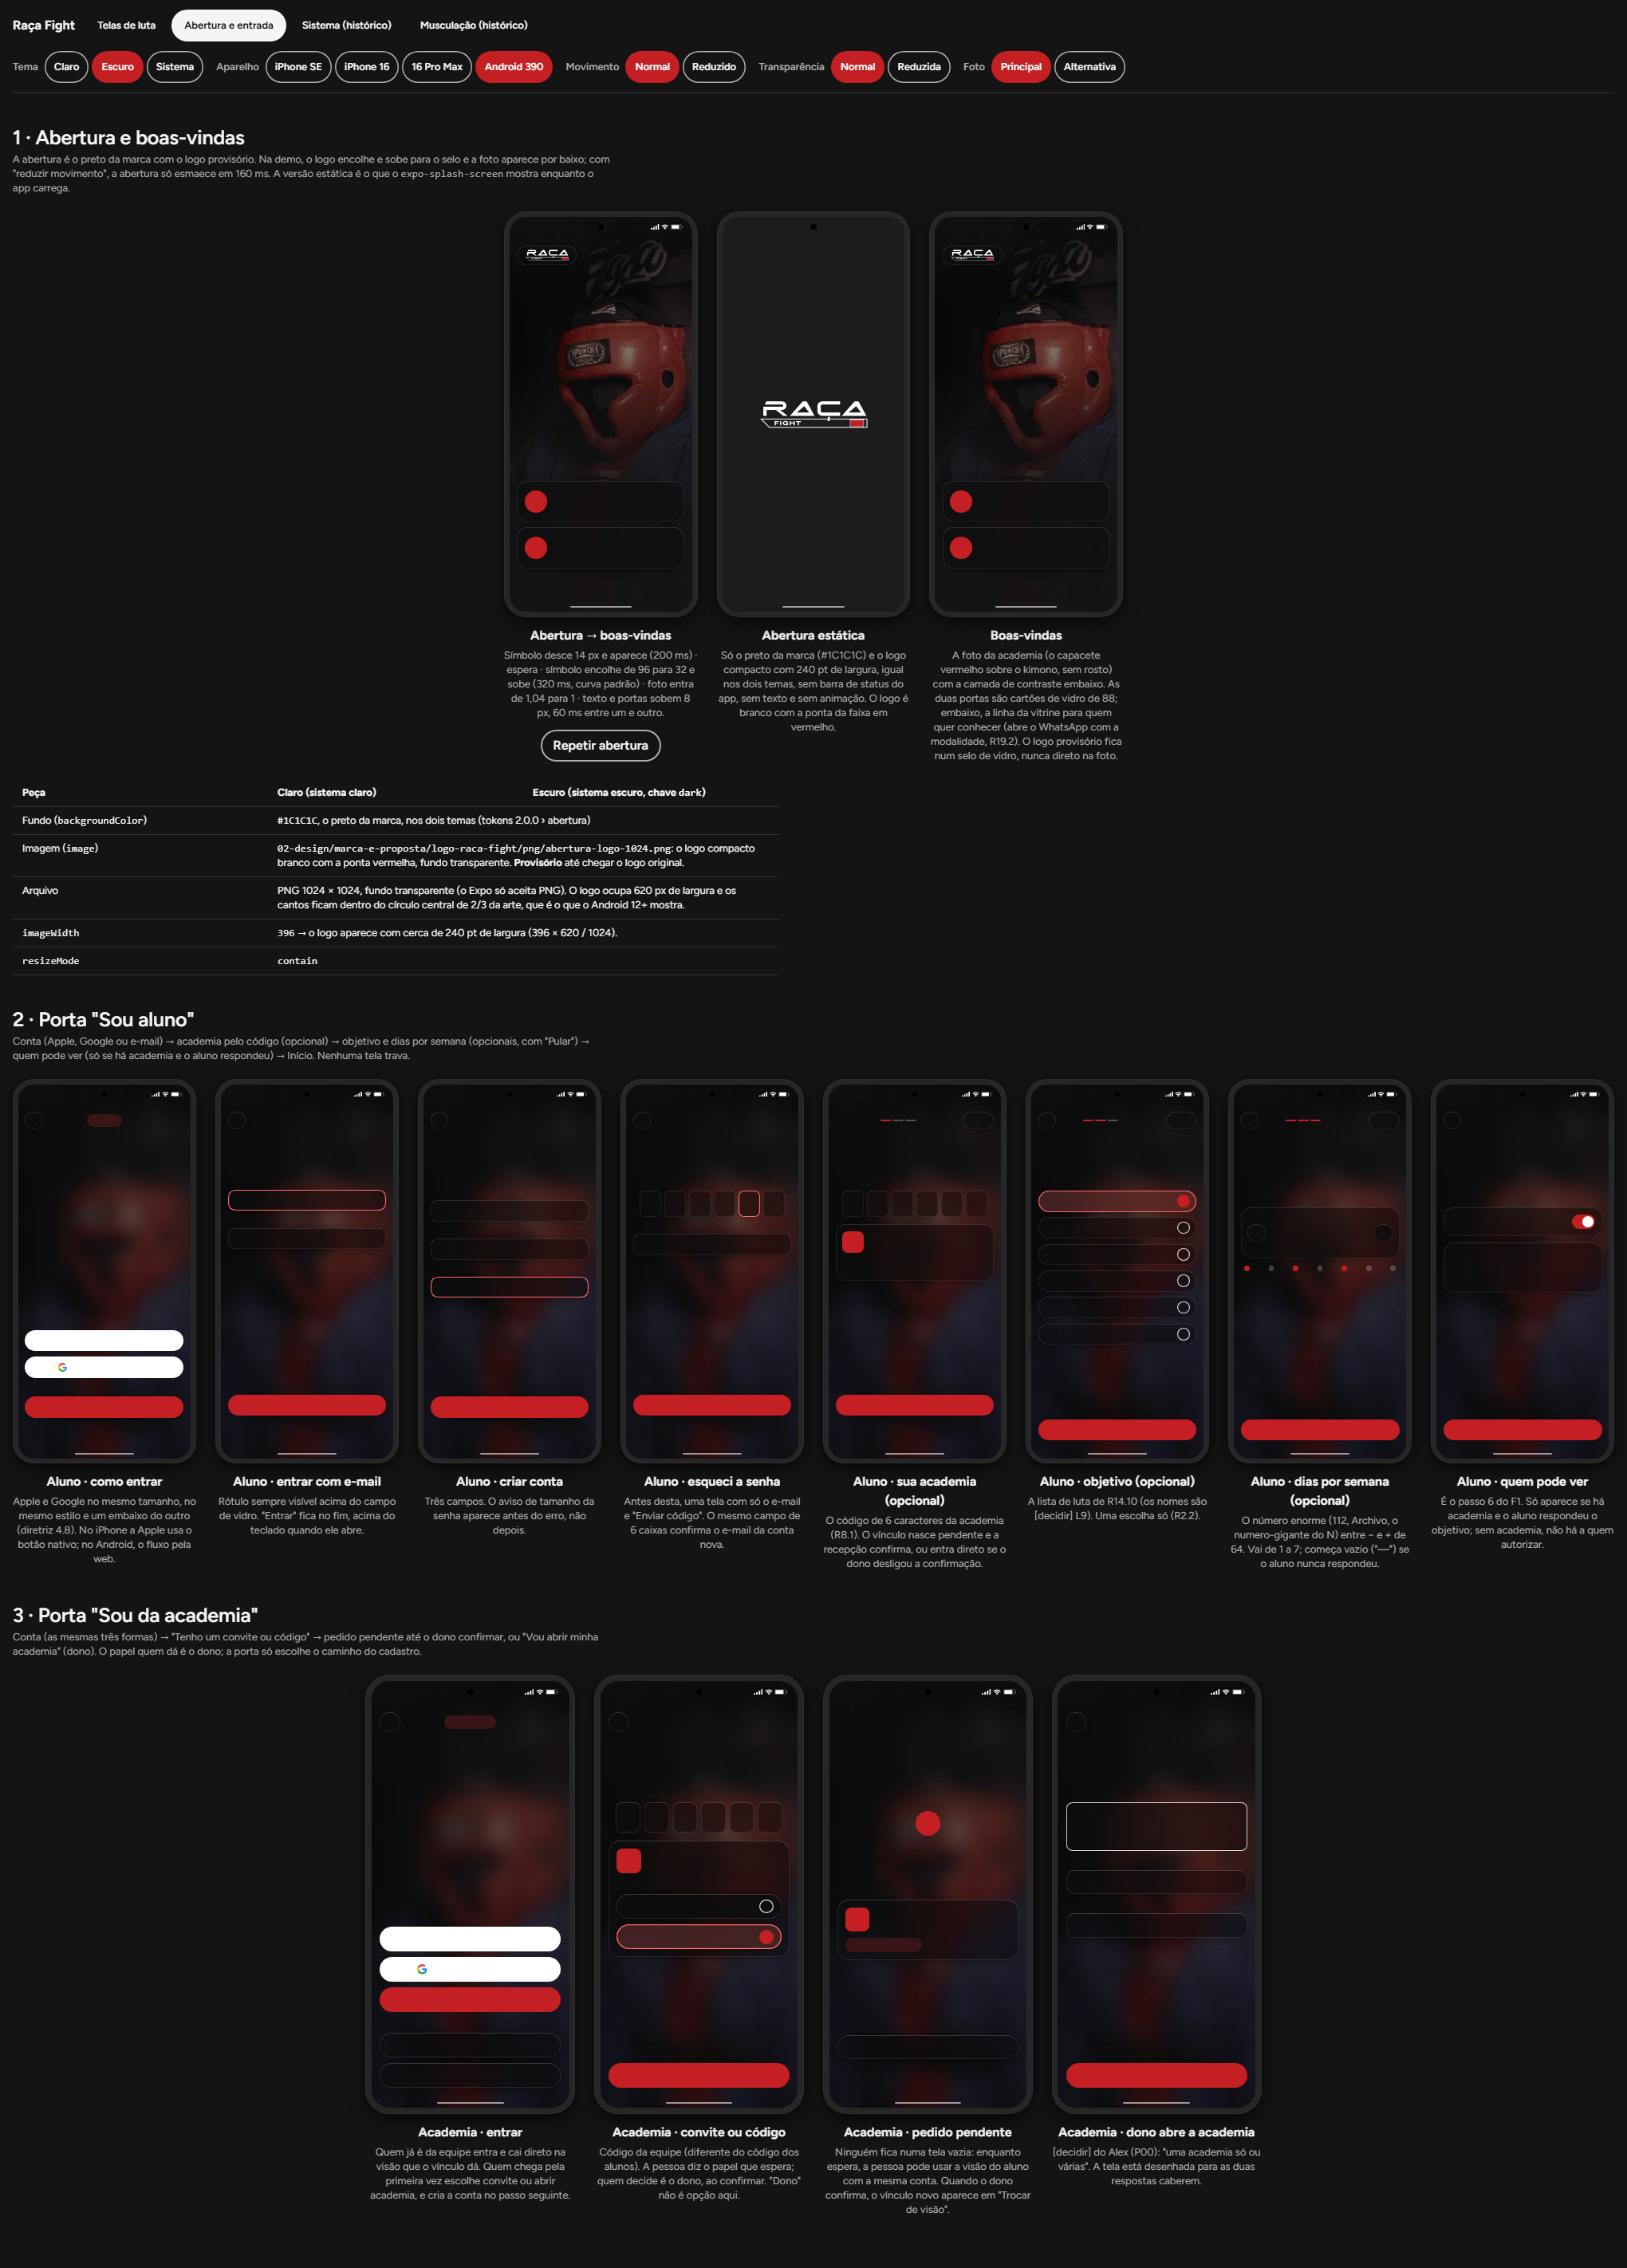 Raça Fight Telas de luta Abertura e entrada Sistema (histórico) Musculação (histórico)
Tema Claro Escuro Sistema Aparelho iPhone SE iPhone 16 16 Pro Max Android 390 Movimento Normal Reduzido Transparência Normal Reduzida Foto Principal Alternativa
1 · Abertura e boas-vindas
A abertura é o preto da marca com o logo provisório. Na demo, o logo encolhe e sobe para o selo e a foto aparece por baixo; com
"reduzir movimento", a abertura só esmaece em 160 ms. A versão estática é o que o expo-splash-screen mostra enquanto o
app carrega.
RAÇA
FIGHT
PUNCH
RAÇA
FIGHT
RAÇA
FIGHT
PUNCH
Abertura → boas-vindas
Símbolo desce 14 px e aparece (200 ms) ·
espera · símbolo encolhe de 96 para 32 e
sobe (320 ms, curva padrão) · foto entra
de 1,04 para 1 · texto e portas sobem 8
px, 60 ms entre um e outro.
Repetir abertura
Abertura estática
Só o preto da marca (#1C1C1C) e o logo
compacto com 240 pt de largura, igual
nos dois temas, sem barra de status do
app, sem texto e sem animação. O logo é
branco com a ponta da faixa em
vermelho.
Boas-vindas
A foto da academia (o capacete
vermelho sobre o kimono, sem rosto)
com a camada de contraste embaixo. As
duas portas são cartões de vidro de 88;
embaixo, a linha da vitrine para quem
quer conhecer (abre o WhatsApp com a
modalidade, R19.2). O logo provisório fica
num selo de vidro, nunca direto na foto.
Peça Claro (sistema claro) Escuro (sistema escuro, chave dark)
Fundo (backgroundColor) #1C1C1C, o preto da marca, nos dois temas (tokens 2.0.0 › abertura)
Imagem (image) 02-design/marca-e-proposta/logo-raca-fight/png/abertura-logo-1024.png: o logo compacto
branco com a ponta vermelha, fundo transparente. Provisório até chegar o logo original.
Arquivo PNG 1024 × 1024, fundo transparente (o Expo só aceita PNG). O logo ocupa 620 px de largura e os
cantos ficam dentro do círculo central de 2/3 da arte, que é o que o Android 12+ mostra.
imageWidth 396 → o logo aparece com cerca de 240 pt de largura (396 × 620 / 1024).
resizeMode contain
2 · Porta "Sou aluno"
Conta (Apple, Google ou e-mail) → academia pelo código (opcional) → objetivo e dias por semana (opcionais, com "Pular") →
quem pode ver (só se há academia e o aluno respondeu) → Início. Nenhuma tela trava.
Aluno · como entrar
Apple e Google no mesmo tamanho, no
mesmo estilo e um embaixo do outro
(diretriz 4.8). No iPhone a Apple usa o
botão nativo; no Android, o fluxo pela
web.
Aluno · entrar com e-mail
Rótulo sempre visível acima do campo
de vidro. "Entrar" fica no fim, acima do
teclado quando ele abre.
Aluno · criar conta
Três campos. O aviso de tamanho da
senha aparece antes do erro, não
depois.
Aluno · esqueci a senha
Antes desta, uma tela com só o e-mail
e "Enviar código". O mesmo campo de
6 caixas confirma o e-mail da conta
nova.
Aluno · sua academia
(opcional)
O código de 6 caracteres da academia
(R8.1). O vínculo nasce pendente e a
recepção confirma, ou entra direto se o
dono desligou a confirmação.
Aluno · objetivo (opcional)
A lista de luta de R14.10 (os nomes são
[decidir] L9). Uma escolha só (R2.2).
Aluno · dias por semana
(opcional)
O número enorme (112, Archivo, o
numero-gigante do N) entre − e + de
64. Vai de 1 a 7; começa vazio ("—") se
o aluno nunca respondeu.
Aluno · quem pode ver
É o passo 6 do F1. Só aparece se há
academia e o aluno respondeu o
objetivo; sem academia, não há a quem
autorizar.
3 · Porta "Sou da academia"
Conta (as mesmas três formas) → "Tenho um convite ou código" → pedido pendente até o dono confirmar, ou "Vou abrir minha
academia" (dono). O papel quem dá é o dono; a porta só escolhe o caminho do cadastro.
Academia · entrar
Quem já é da equipe entra e cai direto na
visão que o vínculo dá. Quem chega pela
primeira vez escolhe convite ou abrir
academia, e cria a conta no passo seguinte.
Academia · convite ou código
Código da equipe (diferente do código dos
alunos). A pessoa diz o papel que espera;
quem decide é o dono, ao confirmar. "Dono"
não é opção aqui.
Academia · pedido pendente
Ninguém fica numa tela vazia: enquanto
espera, a pessoa pode usar a visão do aluno
com a mesma conta. Quando o dono
confirma, o vínculo novo aparece em "Trocar
de visão".
Academia · dono abre a academia
[decidir] do Alex (P00): "uma academia só ou
várias". A tela está desenhada para as duas
respostas caberem.